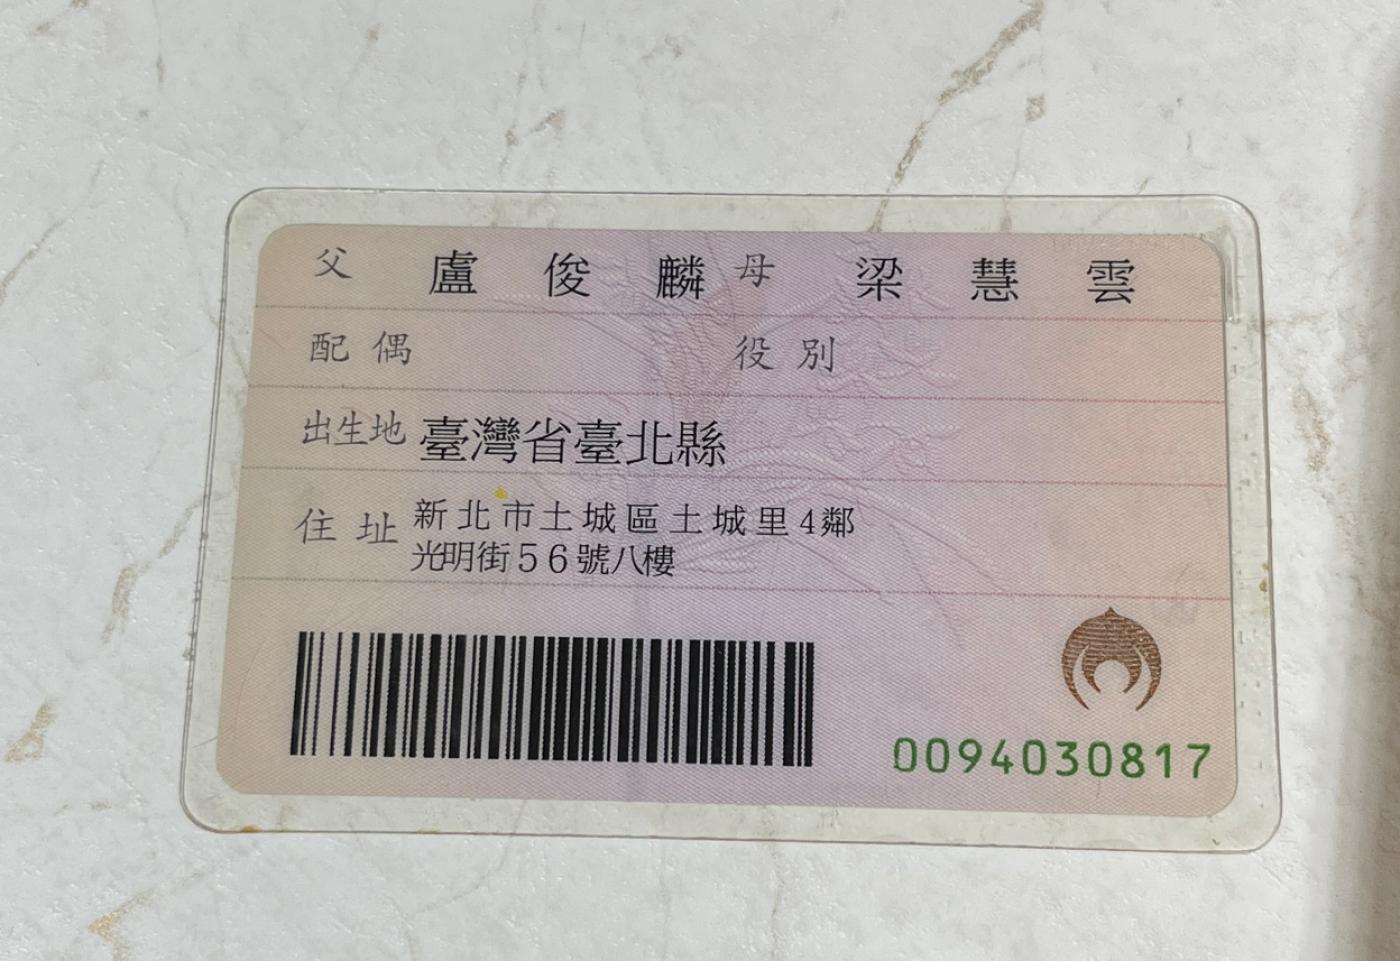 父 盧俊麟 母 梁慧雲
配偶 役別
出生地 臺灣省臺北縣
住址 新北市土城區土城里4鄰
光明街56號八樓
0094030817